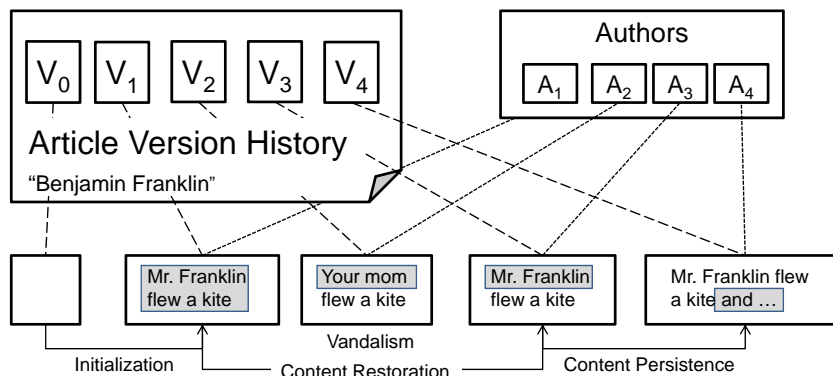 V0 V1 V2 V3 V4
Authors
A1 A2 A3 A4
Article Version History
“Benjamin Franklin”
Mr. Franklin
flew a kite
Your mom
flew a kite
Mr. Franklin
flew a kite
Mr. Franklin flew
a kite and …
Vandalism
Initialization
Content Restoration
Content Persistence